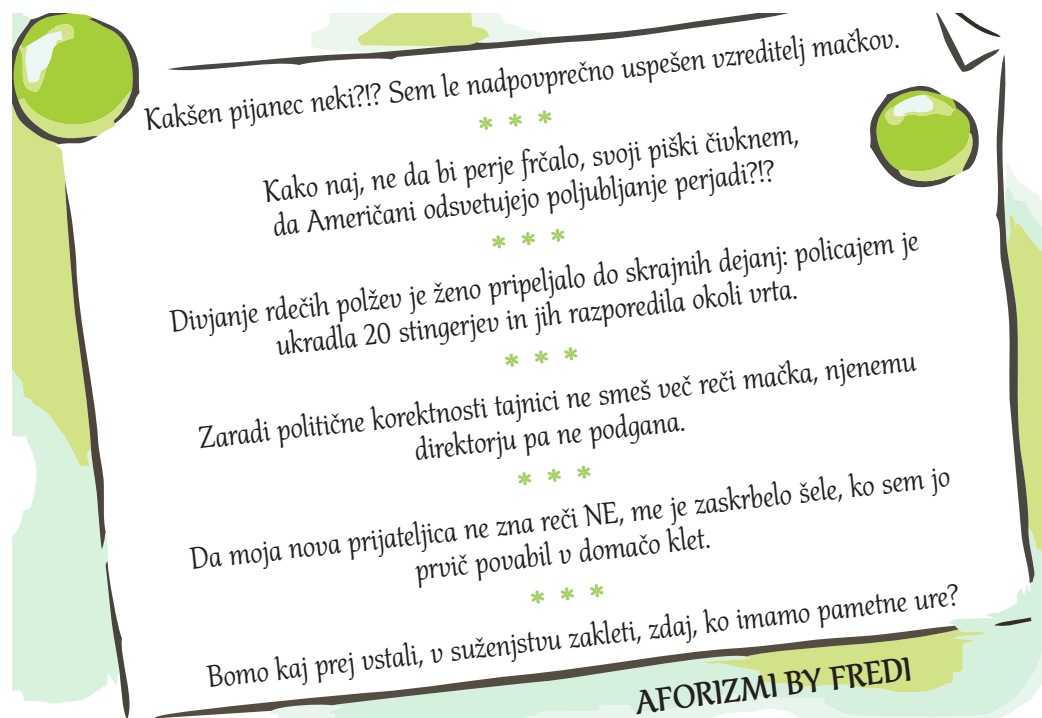 Kakšen pijanec neki?!? Sem le nadpovprečno uspešen vzreditelj mačkov.
* * *
Kako naj, ne da bi perje frčalo, svoji piški čivknem,
da Američani odsvetujejo poljubljanje perjadi?!?
* * *
Divjanje rdečih polžev je ženo pripeljalo do skrajnih dejanj: policajem je
ukradla 20 stingerjev in jih razporedila okoli vrta.
* * *
Zaradi politične korektnosti tajnici ne smeš več reči mačka, njenemu
direktorju pa ne podgana.
* * *
Da moja nova prijateljica ne zna reči NE, me je zaskrbelo šele, ko sem jo
prvič povabil v domačo klet.
* * *
Bomo kaj prej vstali, v suženjstvu zakleti, zdaj, ko imamo pametne ure?
AFORIZMI BY FREDI